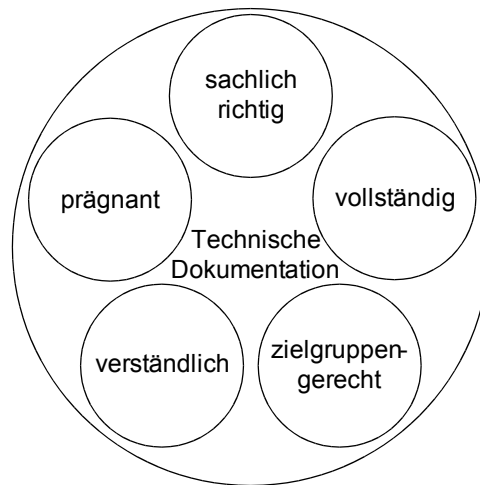 sachlich
richtig
prägnant
vollständig
Technische
Dokumentation
verständlich
zielgruppen-
gerecht